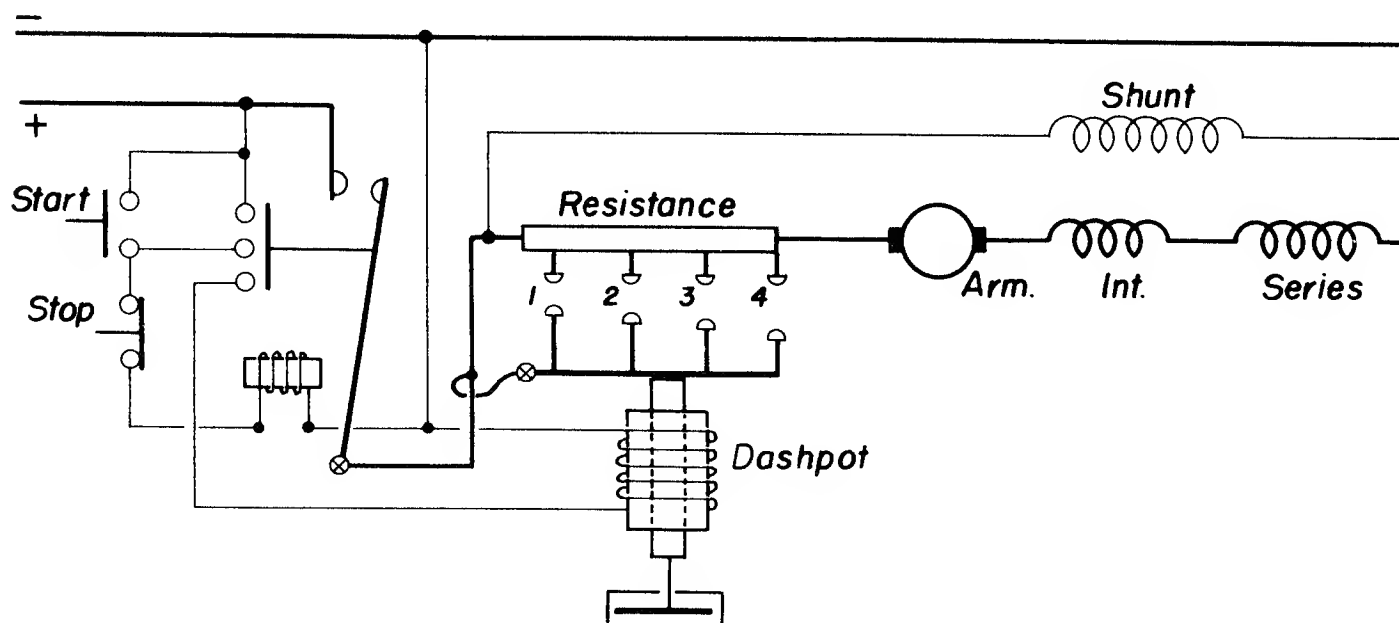 −
+
Shunt
Start
Resistance
1 2 3 4
Arm. Int. Series
Stop
Dashpot